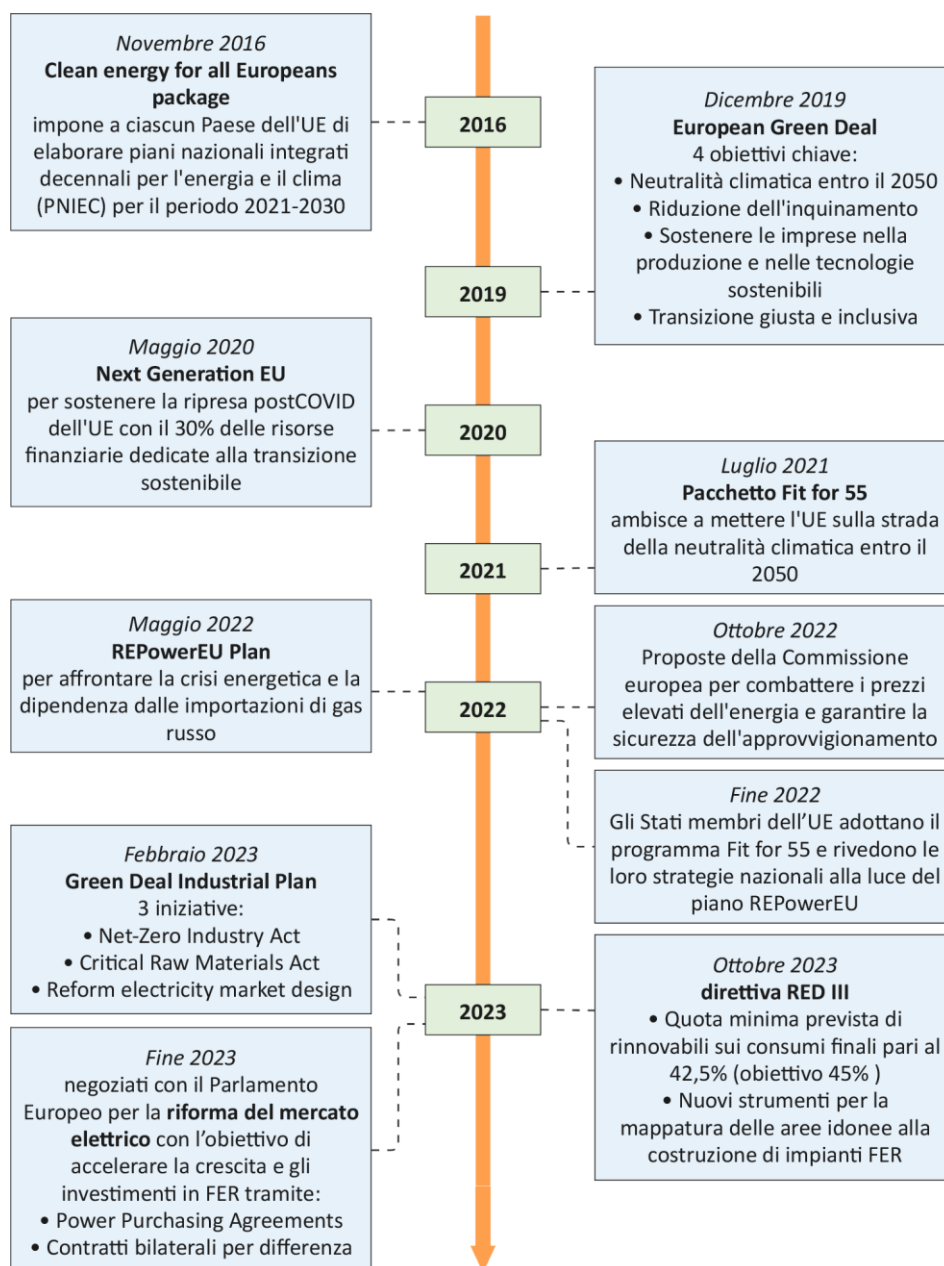 Novembre 2016
Clean energy for all Europeans
package
impone a ciascun Paese dell'UE di
elaborare piani nazionali integrati
decennali per l'energia e il clima
(PNIEC) per il periodo 2021-2030
2016
Dicembre 2019
European Green Deal
4 obiettivi chiave:
• Neutralità climatica entro il 2050
• Riduzione dell'inquinamento
• Sostenere le imprese nella
produzione e nelle tecnologie
sostenibili
• Transizione giusta e inclusiva
2019
Maggio 2020
Next Generation EU
per sostenere la ripresa postCOVID
dell'UE con il 30% delle risorse
finanziarie dedicate alla transizione
sostenibile
2020
Luglio 2021
Pacchetto Fit for 55
ambisce a mettere l'UE sulla strada
della neutralità climatica entro il
2050
2021
Maggio 2022
REPowerEU Plan
per affrontare la crisi energetica e la
dipendenza dalle importazioni di gas
russo
2022
Ottobre 2022
Proposte della Commissione
europea per combattere i prezzi
elevati dell'energia e garantire la
sicurezza dell'approvvigionamento
Fine 2022
Gli Stati membri dell’UE adottano il
programma Fit for 55 e rivedono le
loro strategie nazionali alla luce del
piano REPowerEU
Febbraio 2023
Green Deal Industrial Plan
3 iniziative:
• Net-Zero Industry Act
• Critical Raw Materials Act
• Reform electricity market design
2023
Ottobre 2023
direttiva RED III
• Quota minima prevista di
rinnovabili sui consumi finali pari al
42,5% (obiettivo 45% )
• Nuovi strumenti per la
mappatura delle aree idonee alla
costruzione di impianti FER
Fine 2023
negoziati con il Parlamento
Europeo per la riforma del mercato
elettrico con l’obiettivo di
accelerare la crescita e gli
investimenti in FER tramite:
• Power Purchasing Agreements
• Contratti bilaterali per differenza